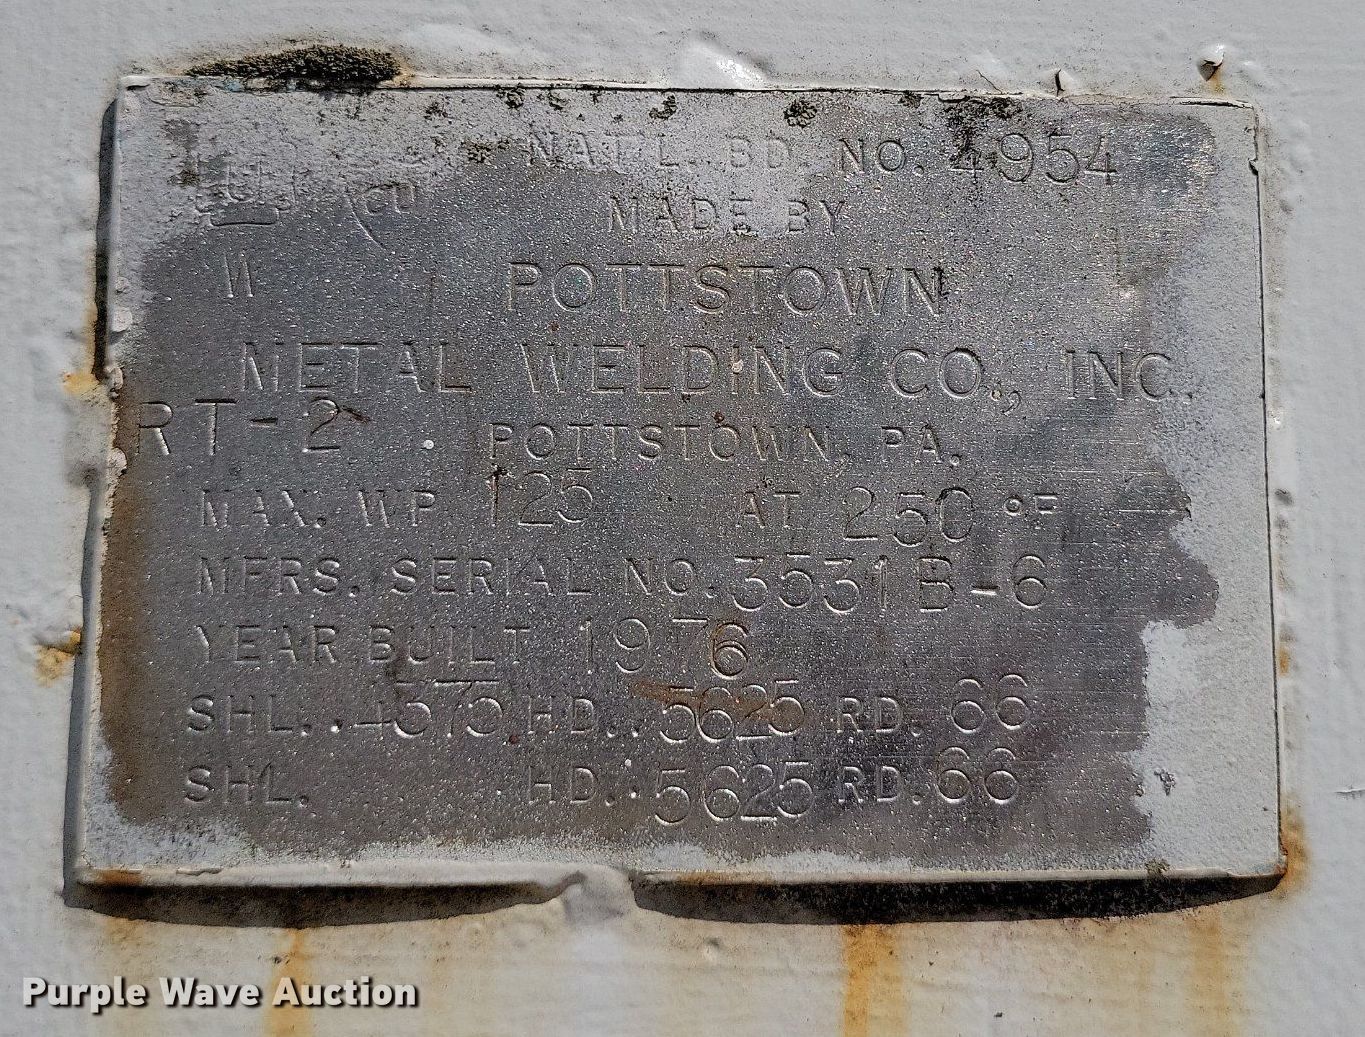 NAT'L. BD. NO. 4954
MADE BY
W POTTSTOWN
METAL WELDING CO., INC.
RT-2 POTTSTOWN, PA.
MAX. WP 125 AT 250 °F
MFRS. SERIAL NO. 3531B-6
YEAR BUILT 1976
SHL. .4375 HD. .5625 RD. 66
SHL. HD. .5625 RD. 66
Purple Wave Auction